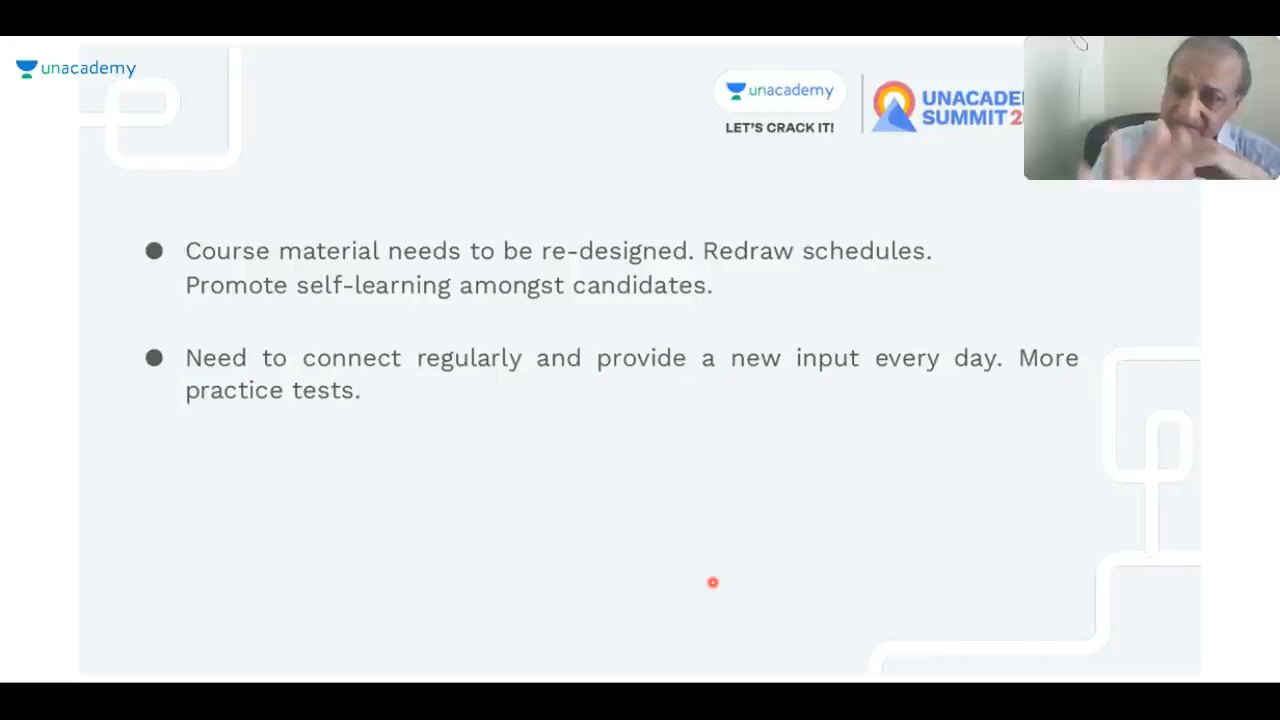 unacademy
unacademy
LET'S CRACK IT!
UNACADE
SUMMIT 2
Course material needs to be re-designed. Redraw schedules.
Promote self-learning amongst candidates.
Need to connect regularly and provide a new input every day. More
practice tests.